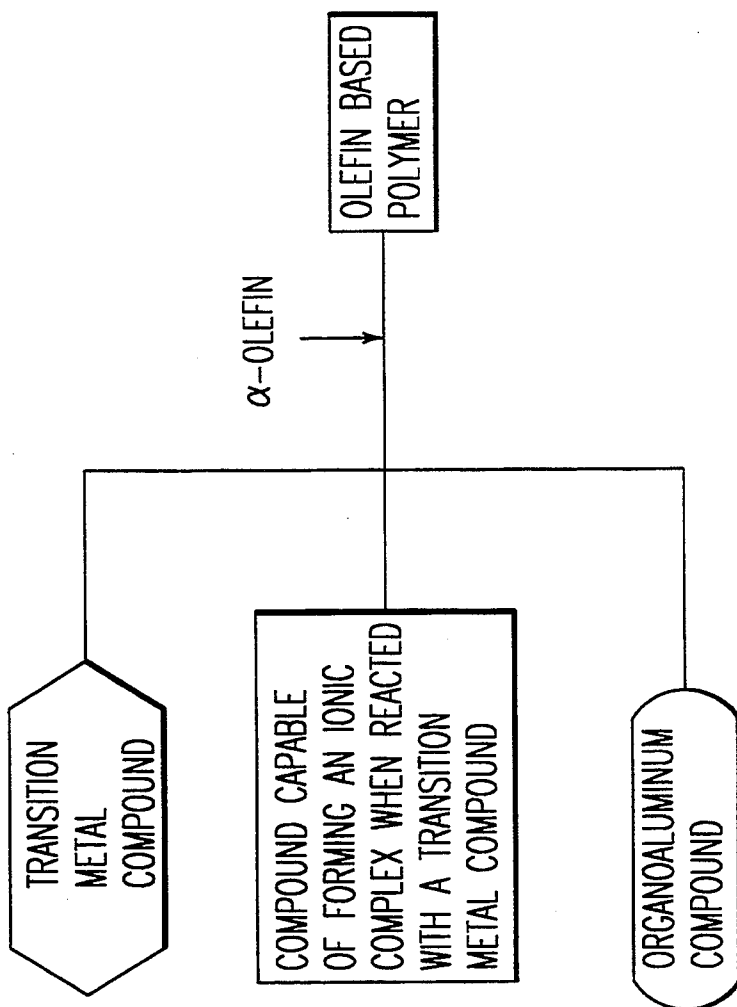 TRANSITION
METAL
COMPOUND
COMPOUND CAPABLE
OF FORMING AN IONIC
COMPLEX WHEN REACTED
WITH A TRANSITION
METAL COMPOUND
ORGANOALUMINUM
COMPOUND
α-OLEFIN
OLEFIN BASED
POLYMER